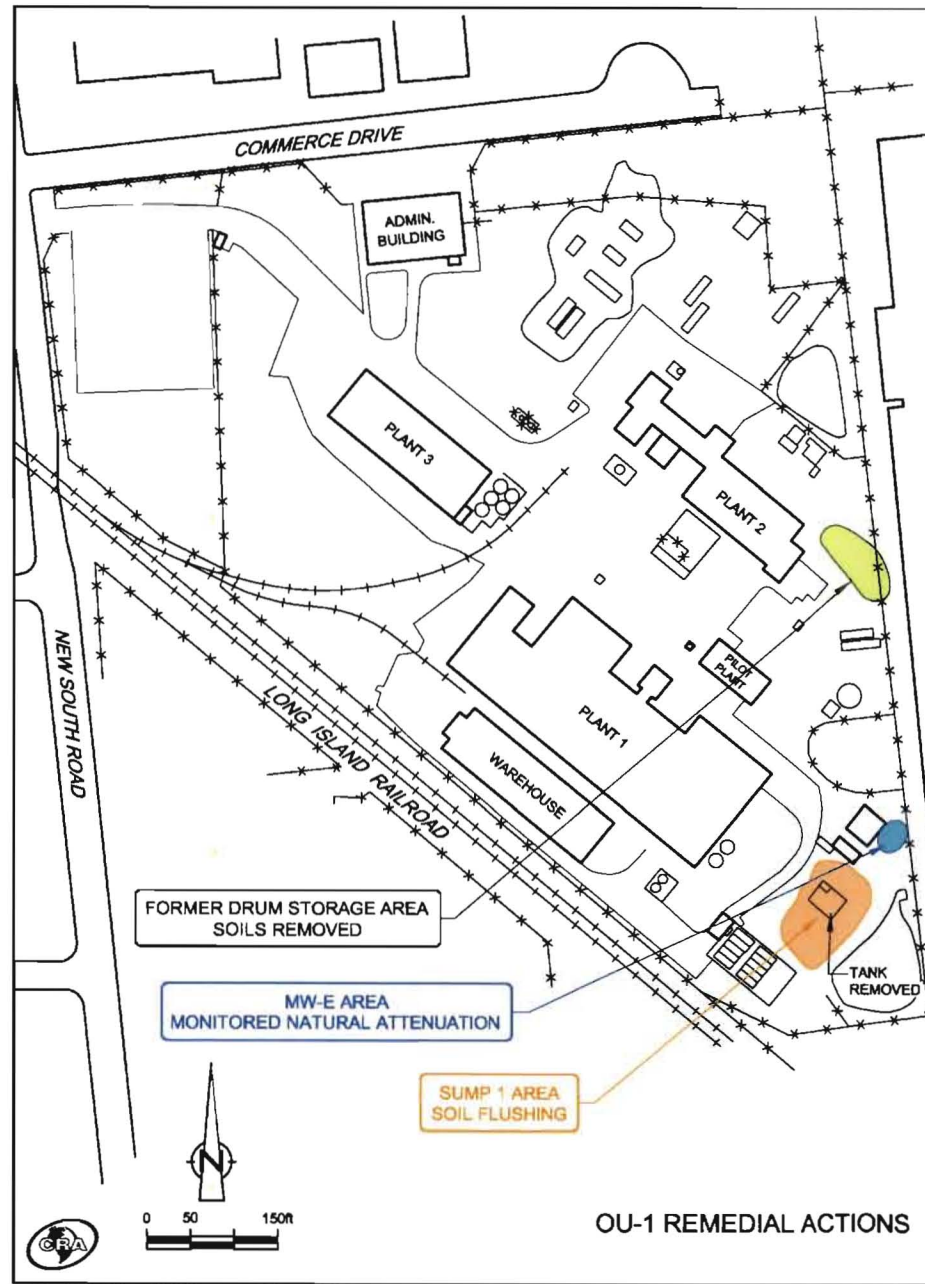 COMMERCE DRIVE
ADMIN.
BUILDING
PLANT 3
PLANT 2
NEW SOUTH ROAD
LONG ISLAND RAILROAD
PILOT
PLANT
PLANT 1
WAREHOUSE
FORMER DRUM STORAGE AREA
SOILS REMOVED
TANK
REMOVED
MW-E AREA
MONITORED NATURAL ATTENUATION
SUMP 1 AREA
SOIL FLUSHING
N
0 50 150ft
CRA
OU-1 REMEDIAL ACTIONS